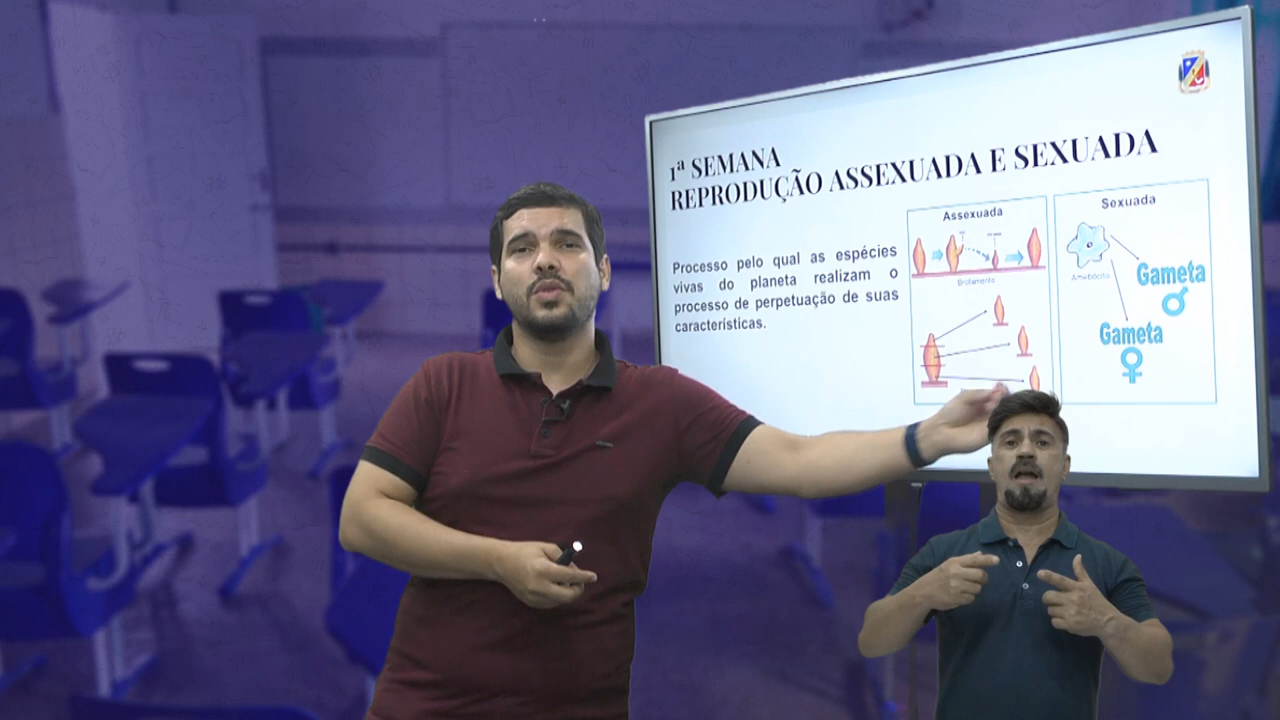 1ª SEMANA
REPRODUÇÃO ASSEXUADA E SEXUADA
Processo pelo qual as espécies
vivas do planeta realizam o
processo de perpetuação de suas
características.
Assexuada
Brotamento
Sexuada
Amebócito
Gameta
Gameta